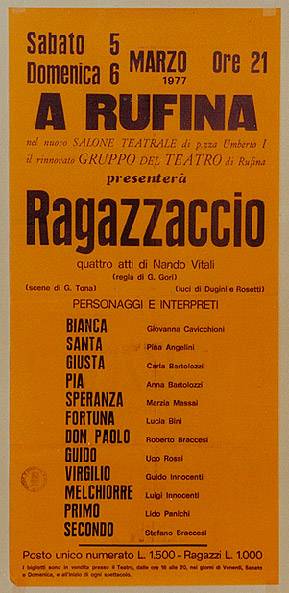 Sabato 5
Domenica 6
MARZO
1977
Ore 21
A RUFINA
nel nuovo SALONE TEATRALE di p.zza Umberto I
il rinnovato GRUPPO DEL TEATRO di Rufina
presenterà
Ragazzaccio
quattro atti di Nando Vitali
(regia di G. Gori)
(scene di G. Tona) (luci di Dugini e Rosetti)
PERSONAGGI E INTERPRETI
BIANCA Giovanna Cavicchioni
SANTA Pisa Angelini
GIUSTA Carla Bartolozzi
PIA Anna Bartolozzi
SPERANZA Marzia Massai
FORTUNA Lucia Bini
DON PAOLO Roberto Braccesi
GUIDO Ugo Rossi
VIRGILIO Guido Innocenti
MELCHIORRE Luigi Innocenti
PRIMO Lido Panichi
SECONDO Stefano Braccesi
Posto unico numerato L. 1.500 - Ragazzi L. 1.000
I biglietti sono in vendita presso il Teatro, dalle ore 18 alle 20, nei giorni di Venerdì, Sabato
e Domenica, e all'inizio di ogni spettacolo.